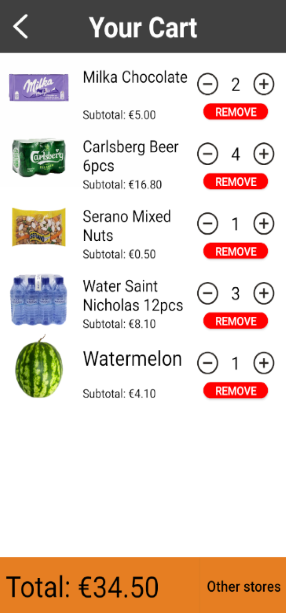 Your Cart
Milka
Milka Chocolate
2
Subtotal: €5.00
REMOVE
Carlsberg
Carlsberg Beer
6pcs
4
Subtotal: €16.80
REMOVE
Serano Mixed
Nuts
1
Subtotal: €0.50
REMOVE
Water Saint
Nicholas 12pcs
3
Subtotal: €8.10
REMOVE
Watermelon
1
Subtotal: €4.10
REMOVE
Total: €34.50
Other stores